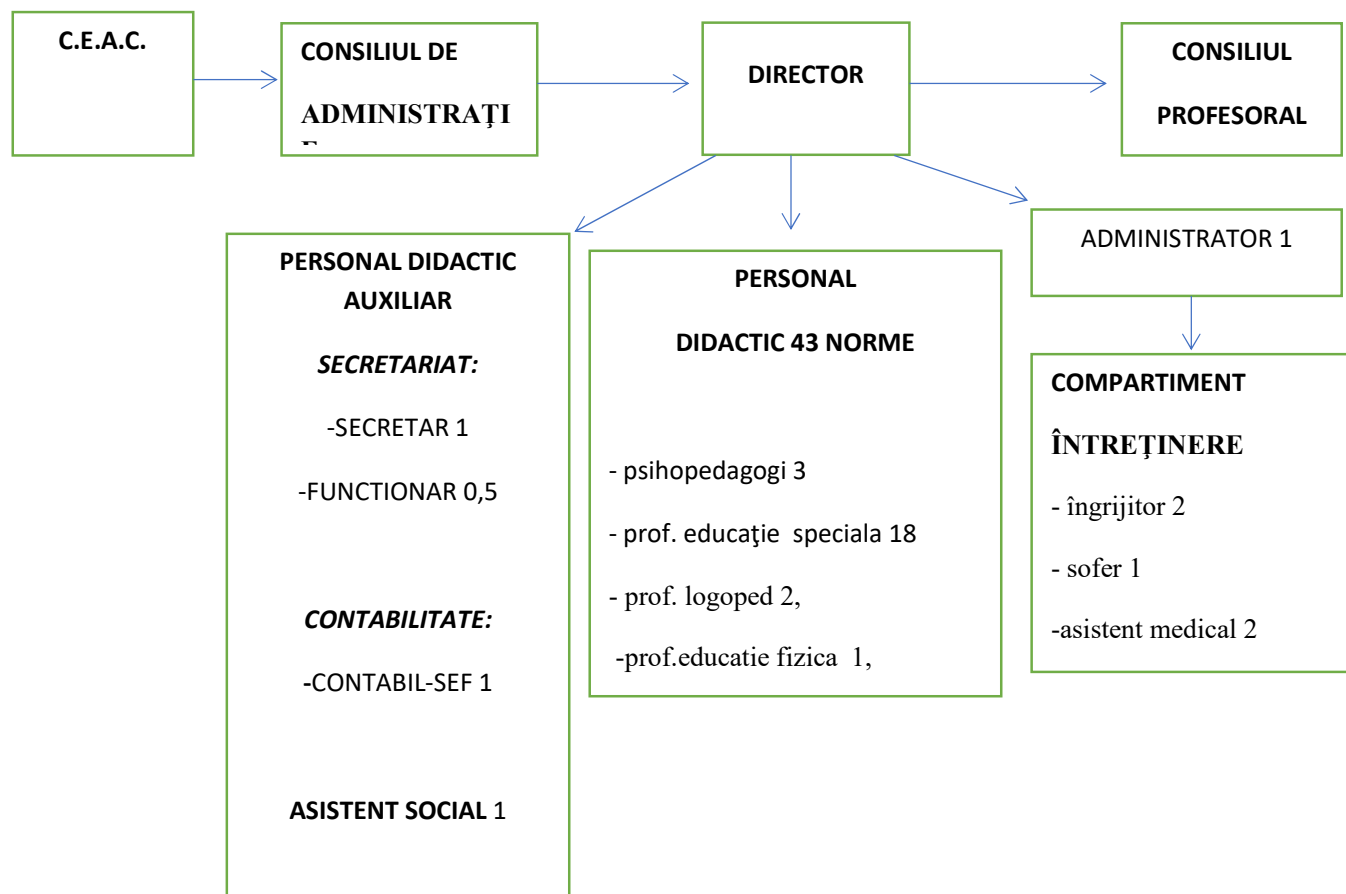 C.E.A.C.
CONSILIUL DE
ADMINISTRAŢI
DIRECTOR
CONSILIUL
PROFESORAL
PERSONAL DIDACTIC
AUXILIAR
SECRETARIAT:
-SECRETAR 1
-FUNCTIONAR 0,5
CONTABILITATE:
-CONTABIL-SEF 1
ASISTENT SOCIAL 1
PERSONAL
DIDACTIC 43 NORME
- psihopedagogi 3
- prof. educaţie speciala 18
- prof. logoped 2,
-prof.educatie fizica 1,
ADMINISTRATOR 1
COMPARTIMENT
ÎNTREŢINERE
- îngrijitor 2
- sofer 1
-asistent medical 2